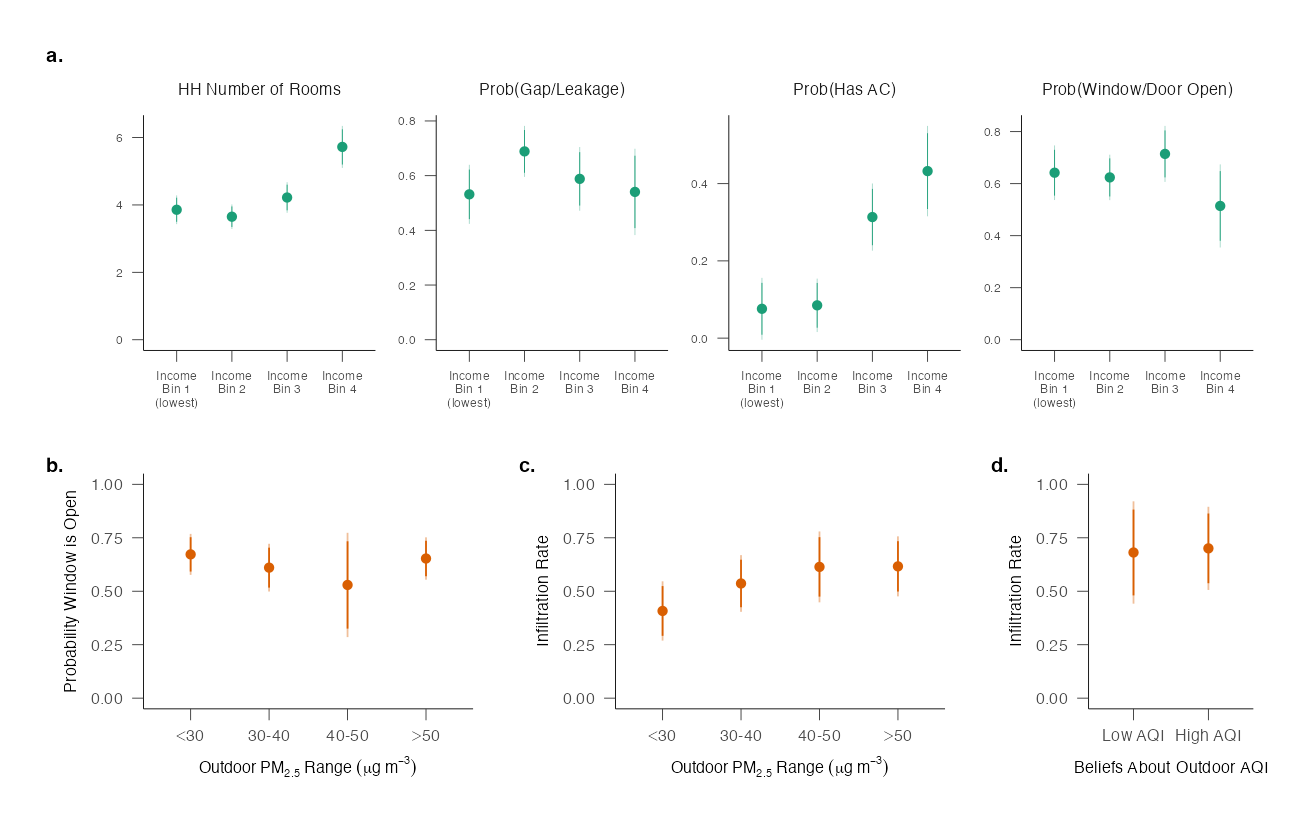 a.
HH Number of Rooms
6
4
2
0
Income Income Income Income
Bin 1 Bin 2 Bin 3 Bin 4
(lowest)
Prob(Gap/Leakage)
0.8
0.6
0.4
0.2
0.0
Income Income Income Income
Bin 1 Bin 2 Bin 3 Bin 4
(lowest)
Prob(Has AC)
0.4
0.2
0.0
Income Income Income Income
Bin 1 Bin 2 Bin 3 Bin 4
(lowest)
Prob(Window/Door Open)
0.8
0.6
0.4
0.2
0.0
Income Income Income Income
Bin 1 Bin 2 Bin 3 Bin 4
(lowest)
b.
Probability Window is Open
1.00
0.75
0.50
0.25
0.00
<30 30-40 40-50 >50
Outdoor PM2.5 Range (μg m−3)
c.
Infiltration Rate
1.00
0.75
0.50
0.25
0.00
<30 30-40 40-50 >50
Outdoor PM2.5 Range (μg m−3)
d.
Infiltration Rate
1.00
0.75
0.50
0.25
0.00
Low AQI High AQI
Beliefs About Outdoor AQI